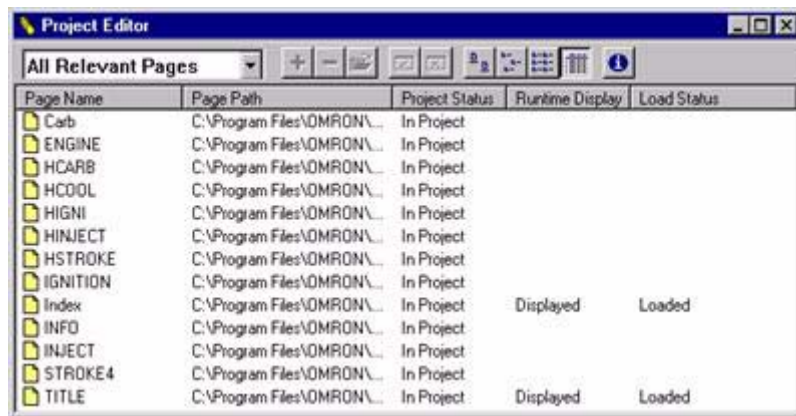 Project Editor
All Relevant Pages
Page Name Page Path Project Status Runtime Display Load Status
Carb C:\Program Files\OMRON\... In Project
ENGINE C:\Program Files\OMRON\... In Project
HCARB C:\Program Files\OMRON\... In Project
HCOOL C:\Program Files\OMRON\... In Project
HIGNI C:\Program Files\OMRON\... In Project
HINJECT C:\Program Files\OMRON\... In Project
HSTROKE C:\Program Files\OMRON\... In Project
IGNITION C:\Program Files\OMRON\... In Project
Index C:\Program Files\OMRON\... In Project Displayed Loaded
INFO C:\Program Files\OMRON\... In Project
INJECT C:\Program Files\OMRON\... In Project
STROKE4 C:\Program Files\OMRON\... In Project
TITLE C:\Program Files\OMRON\... In Project Displayed Loaded